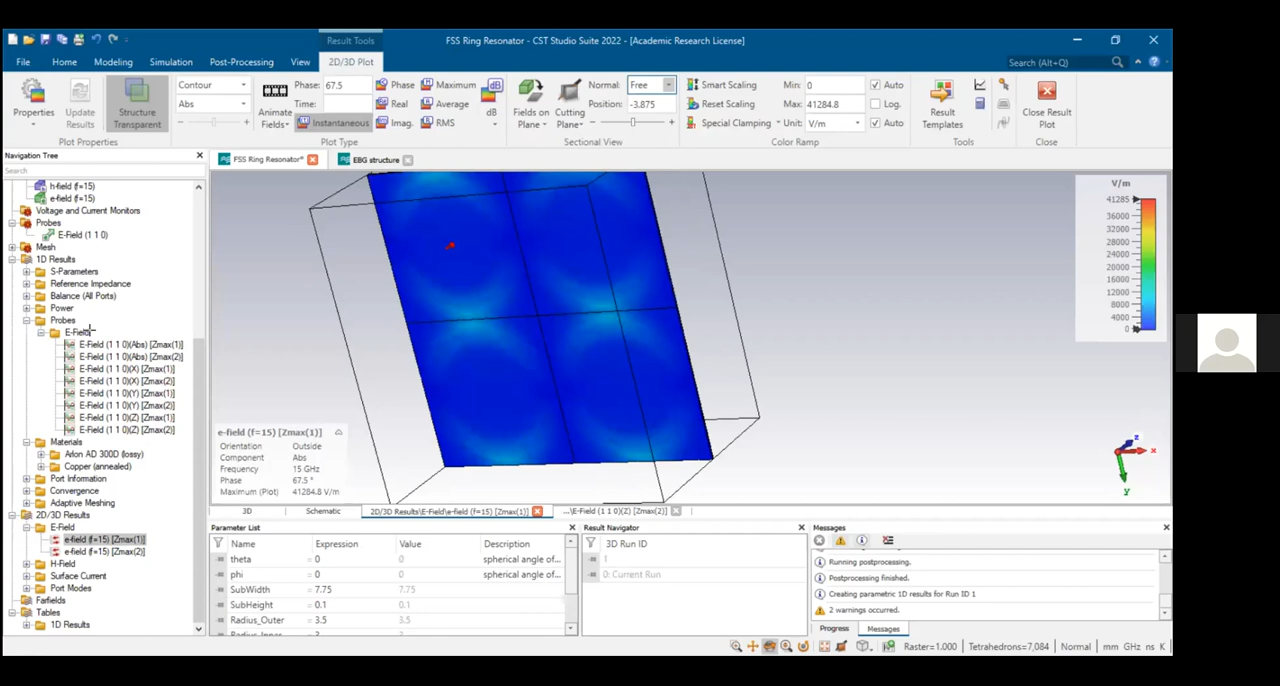 Result Tools
FSS Ring Resonator - CST Studio Suite 2022 - [Academic Research License]
File Home Modeling Simulation Post-Processing View 2D/3D Plot
Search (Alt+Q)
Properties
Update Results
Structure Transparent
Contour
Abs
Plot Properties
Animate Fields
Phase: 67.5
Time:
Phase
Real
Instantaneous
Imag.
Maximum
Average
RMS
Plot Type
dB
dB
Fields on Plane
Cutting Plane
Normal: Free
Position: -3.875
Sectional View
Smart Scaling
Reset Scaling
Special Clamping
Min: 0
Max: 41284.8
Unit: V/m
Auto
Log.
Auto
Color Ramp
Result Templates
Tools
Close Result Plot
Close
Navigation Tree
Search
h-field (f=15)
e-field (f=15)
Voltage and Current Monitors
Probes
E-Field (1 1 0)
Mesh
1D Results
S-Parameters
Reference Impedance
Balance (All Ports)
Power
Probes
E-Field
E-Field (1 1 0)(Abs) [Zmax(1)]
E-Field (1 1 0)(Abs) [Zmax(2)]
E-Field (1 1 0)(X) [Zmax(1)]
E-Field (1 1 0)(X) [Zmax(2)]
E-Field (1 1 0)(Y) [Zmax(1)]
E-Field (1 1 0)(Y) [Zmax(2)]
E-Field (1 1 0)(Z) [Zmax(1)]
E-Field (1 1 0)(Z) [Zmax(2)]
Materials
Arlon AD 300D (lossy)
Copper (annealed)
Port Information
Convergence
Adaptive Meshing
2D/3D Results
E-Field
e-field (f=15) [Zmax(1)]
e-field (f=15) [Zmax(2)]
H-Field
Surface Current
Port Modes
Farfields
Tables
1D Results
FSS Ring Resonator*
EBG structure
V/m
41285
36000
32000
28000
24000
20000
16000
12000
8000
4000
0
e-field (f=15) [Zmax(1)]
Orientation Outside
Component Abs
Frequency 15 GHz
Phase 67.5 °
Maximum (Plot) 41284.8 V/m
z
x
y
3D
Schematic
2D/3D Results\E-Field\e-field (f=15) [Zmax(1)]
...\E-Field (1 1 0)(Z) [Zmax(2)]
Parameter List
Name Expression Value Description
theta = 0 0 spherical angle of...
phi = 0 0 spherical angle of...
SubWidth = 7.75 7.75
SubHeight = 0.1 0.1
Radius_Outer = 3.5 3.5
Result Navigator
3D Run ID
1
0: Current Run
Messages
Running postprocessing.
Postprocessing finished.
Creating parametric 1D results for Run ID 1
2 warnings occurred.
Progress
Messages
Raster=1.000 Tetrahedrons=7,084 Normal mm GHz ns K